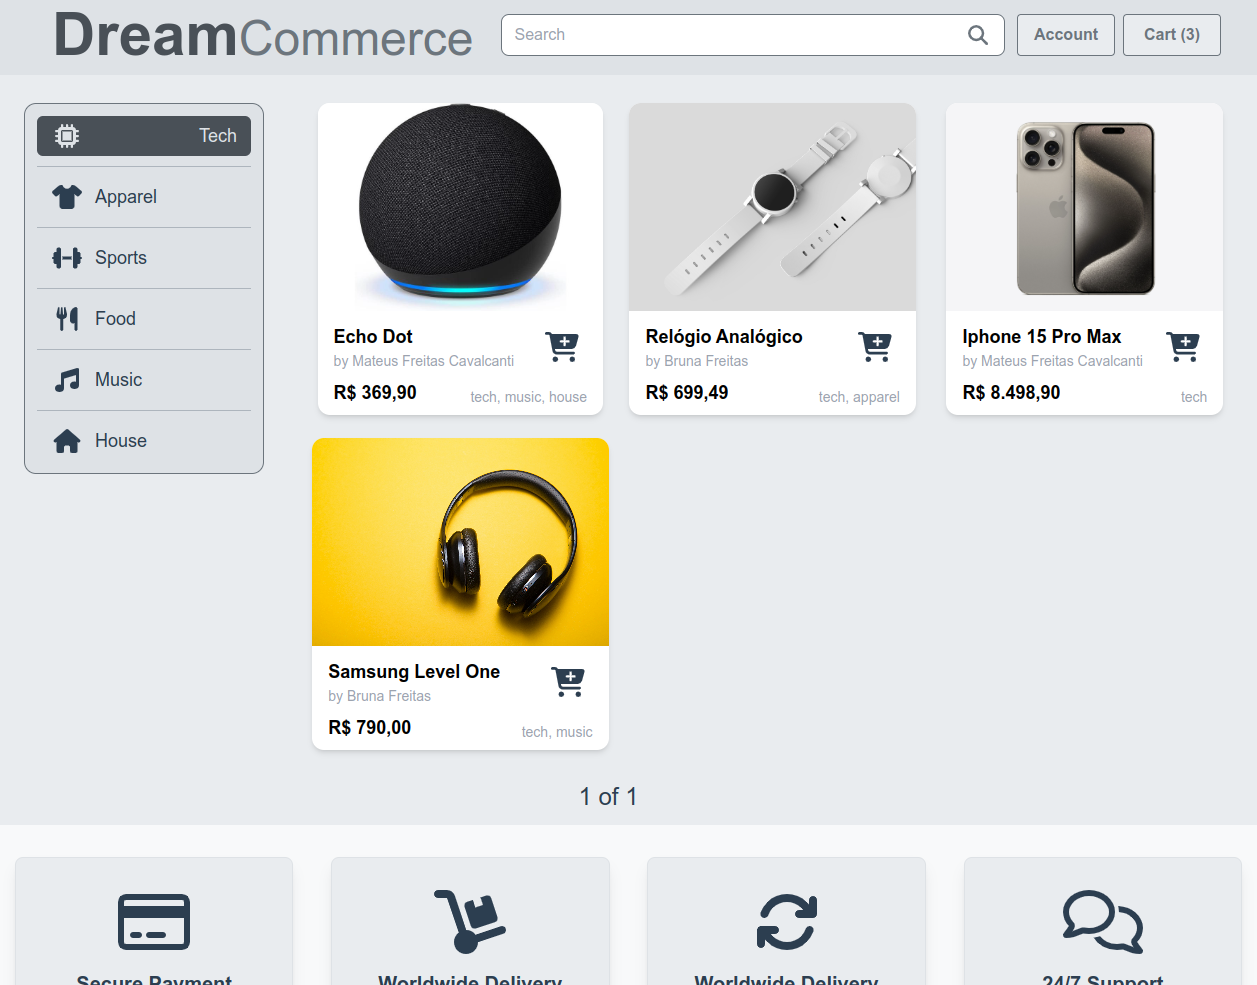 DreamCommerce
Search
Account
Cart (3)
Tech
Apparel
Sports
Food
Music
House
Echo Dot
by Mateus Freitas Cavalcanti
R$ 369,90
tech, music, house
Relógio Analógico
by Bruna Freitas
R$ 699,49
tech, apparel
Iphone 15 Pro Max
by Mateus Freitas Cavalcanti
R$ 8.498,90
tech
Samsung Level One
by Bruna Freitas
R$ 790,00
tech, music
1 of 1
Secure Payment
Worldwide Delivery
Worldwide Delivery
24/7 Support